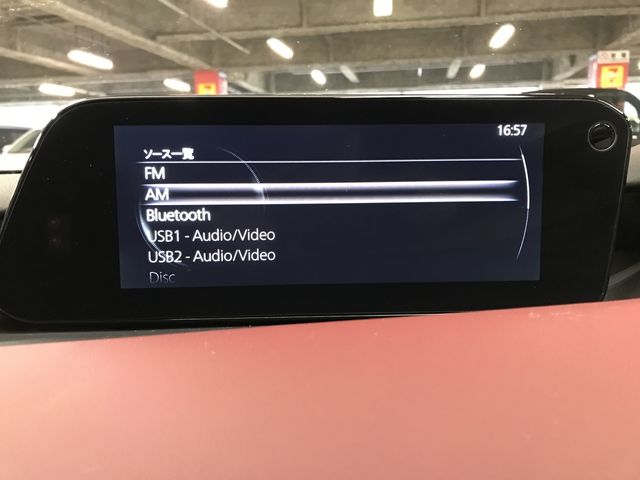 16:57
ソース一覧
FM
AM
Bluetooth
USB1 - Audio/Video
USB2 - Audio/Video
Disc